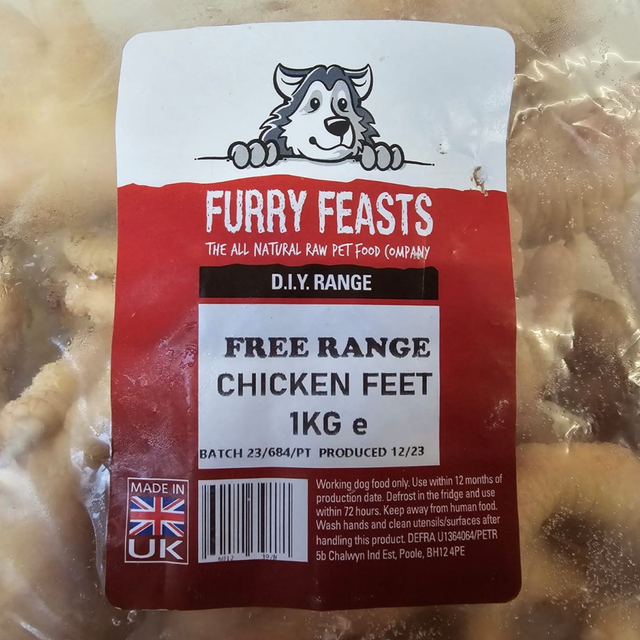 FURRY FEASTS
THE ALL NATURAL RAW PET FOOD COMPANY
D.I.Y. RANGE
FREE RANGE
CHICKEN FEET
1KG e
BATCH 23/684/PT PRODUCED 12/23
MADE IN
UK
Working dog food only. Use within 12 months of
production date. Defrost in the fridge and use
within 72 hours. Keep away from human food.
Wash hands and clean utensils/surfaces after
handling this product. DEFRA U1364064/PETR
5b Chalwyn Ind Est, Poole, BH12 4PE